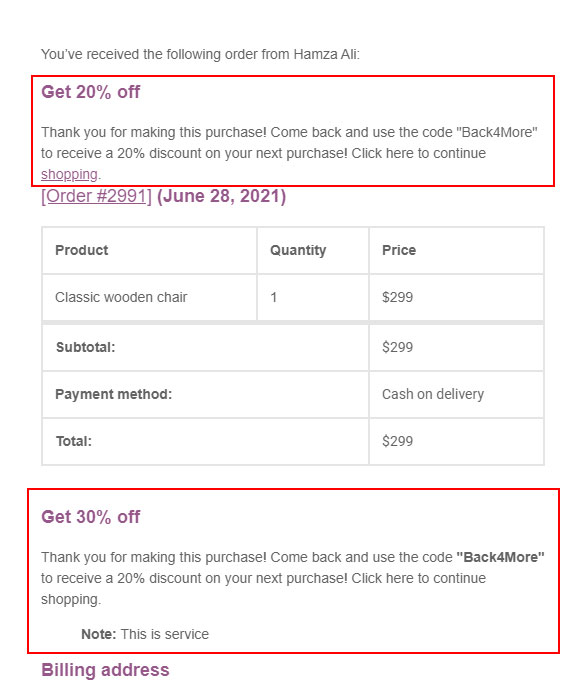 You've received the following order from Hamza Ali:
Get 20% off
Thank you for making this purchase! Come back and use the code "Back4More"
to receive a 20% discount on your next purchase! Click here to continue
shopping.
[Order #2991] (June 28, 2021)
Product Quantity Price
Classic wooden chair 1 $299
Subtotal: $299
Payment method: Cash on delivery
Total: $299
Get 30% off
Thank you for making this purchase! Come back and use the code "Back4More"
to receive a 20% discount on your next purchase! Click here to continue
shopping.
Note: This is service
Billing address